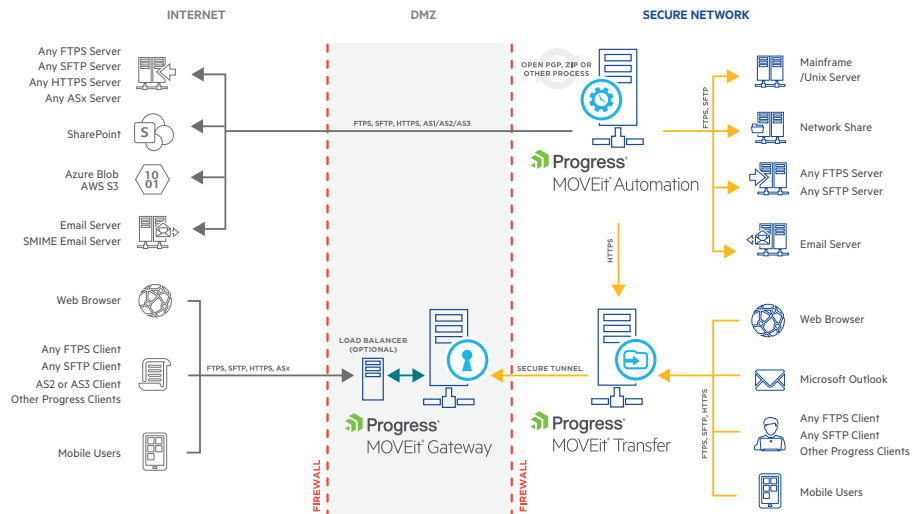 INTERNET
DMZ
SECURE NETWORK
Any FTPS Server
Any SFTP Server
Any HTTPS Server
Any ASx Server
SharePoint
S
Azure Blob
AWS S3
10
01
Email Server
SMIME Email Server
FTPS, SFTP, HTTPS, AS1/AS2/AS3
OPEN PGP, ZIP OR
OTHER PROCESS
Progress®
MOVEit® Automation
FTPS, SFTP
Mainframe
/Unix Server
Network Share
Any FTPS Server
Any SFTP Server
Email Server
HTTPS
Web Browser
Any FTPS Client
Any SFTP Client
AS2 or AS3 Client
Other Progress Clients
Mobile Users
FTPS, SFTP, HTTPS, ASx
LOAD BALANCER
(OPTIONAL)
Progress®
MOVEit® Gateway
SECURE TUNNEL
Progress®
MOVEit® Transfer
FTPS, SFTP, HTTPS
Web Browser
Microsoft Outlook
Any FTPS Client
Any SFTP Client
Other Progress Clients
Mobile Users
FIREWALL
FIREWALL